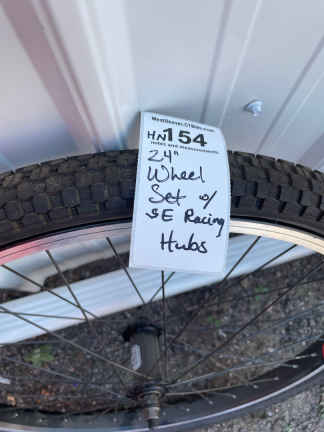 HN154
24"
Wheel
Set w/
SE Racing
Hubs